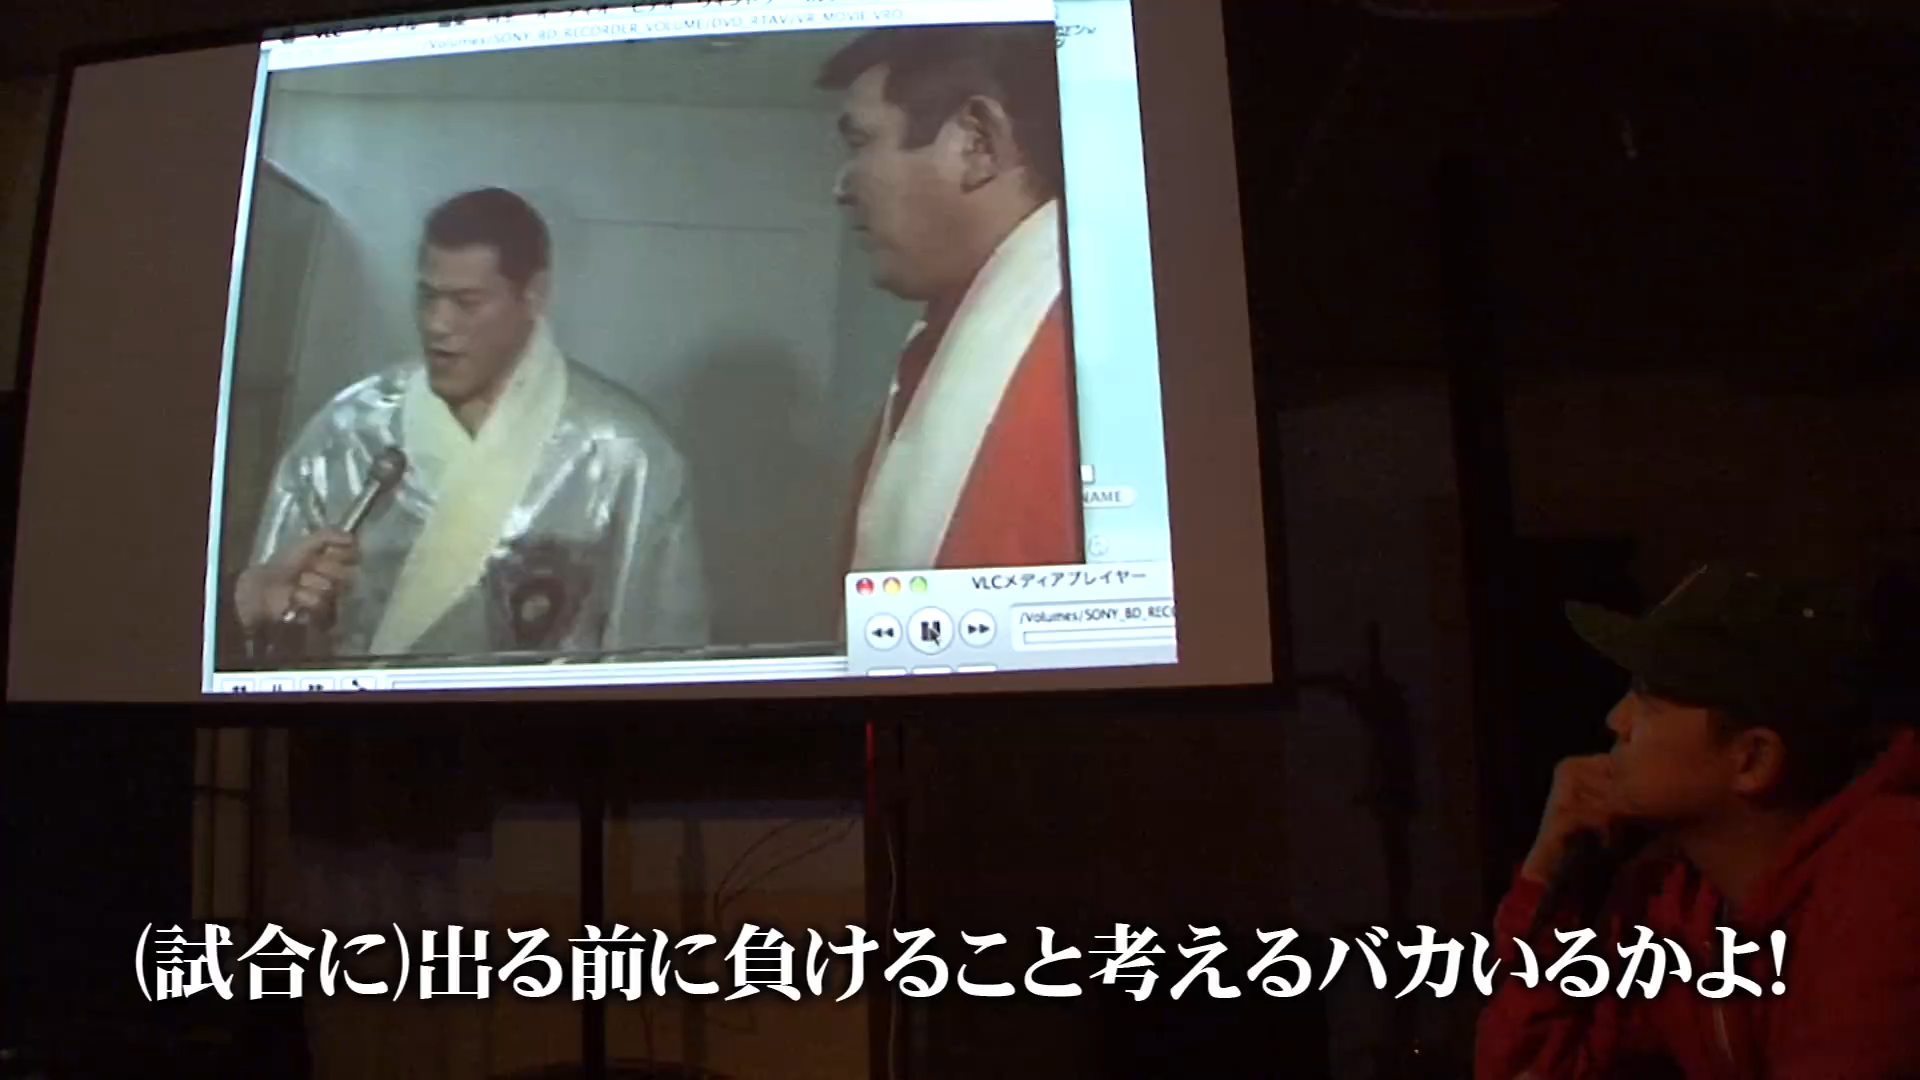 /Volumes/SONY_BD_RECORDER_VOLUME/DVD_RTAV/VR_MOVIE.VRO
NAME
VLCメディアプレイヤー
/Volumes/SONY_BD_REC
(試合に)出る前に負けること考えるバカいるかよ!